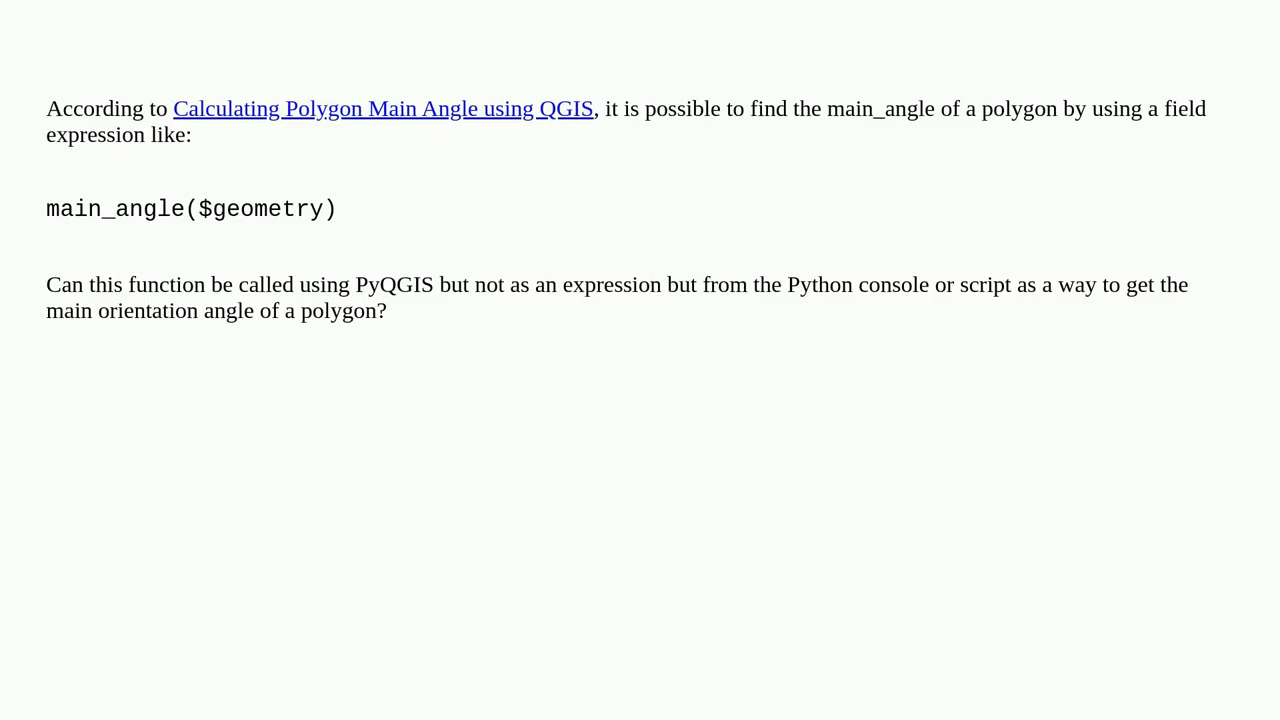 According to Calculating Polygon Main Angle using QGIS, it is possible to find the main_angle of a polygon by using a field
expression like:
main_angle($geometry)
Can this function be called using PyQGIS but not as an expression but from the Python console or script as a way to get the
main orientation angle of a polygon?